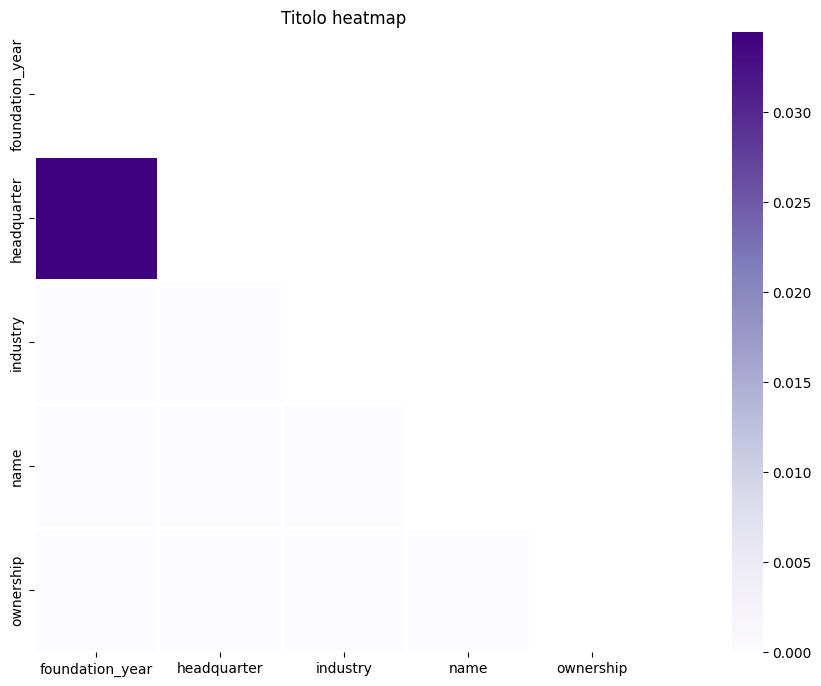 Titolo heatmap
foundation_year
headquarter
industry
name
ownership
foundation_year headquarter industry name ownership
0.030
0.025
0.020
0.015
0.010
0.005
0.000